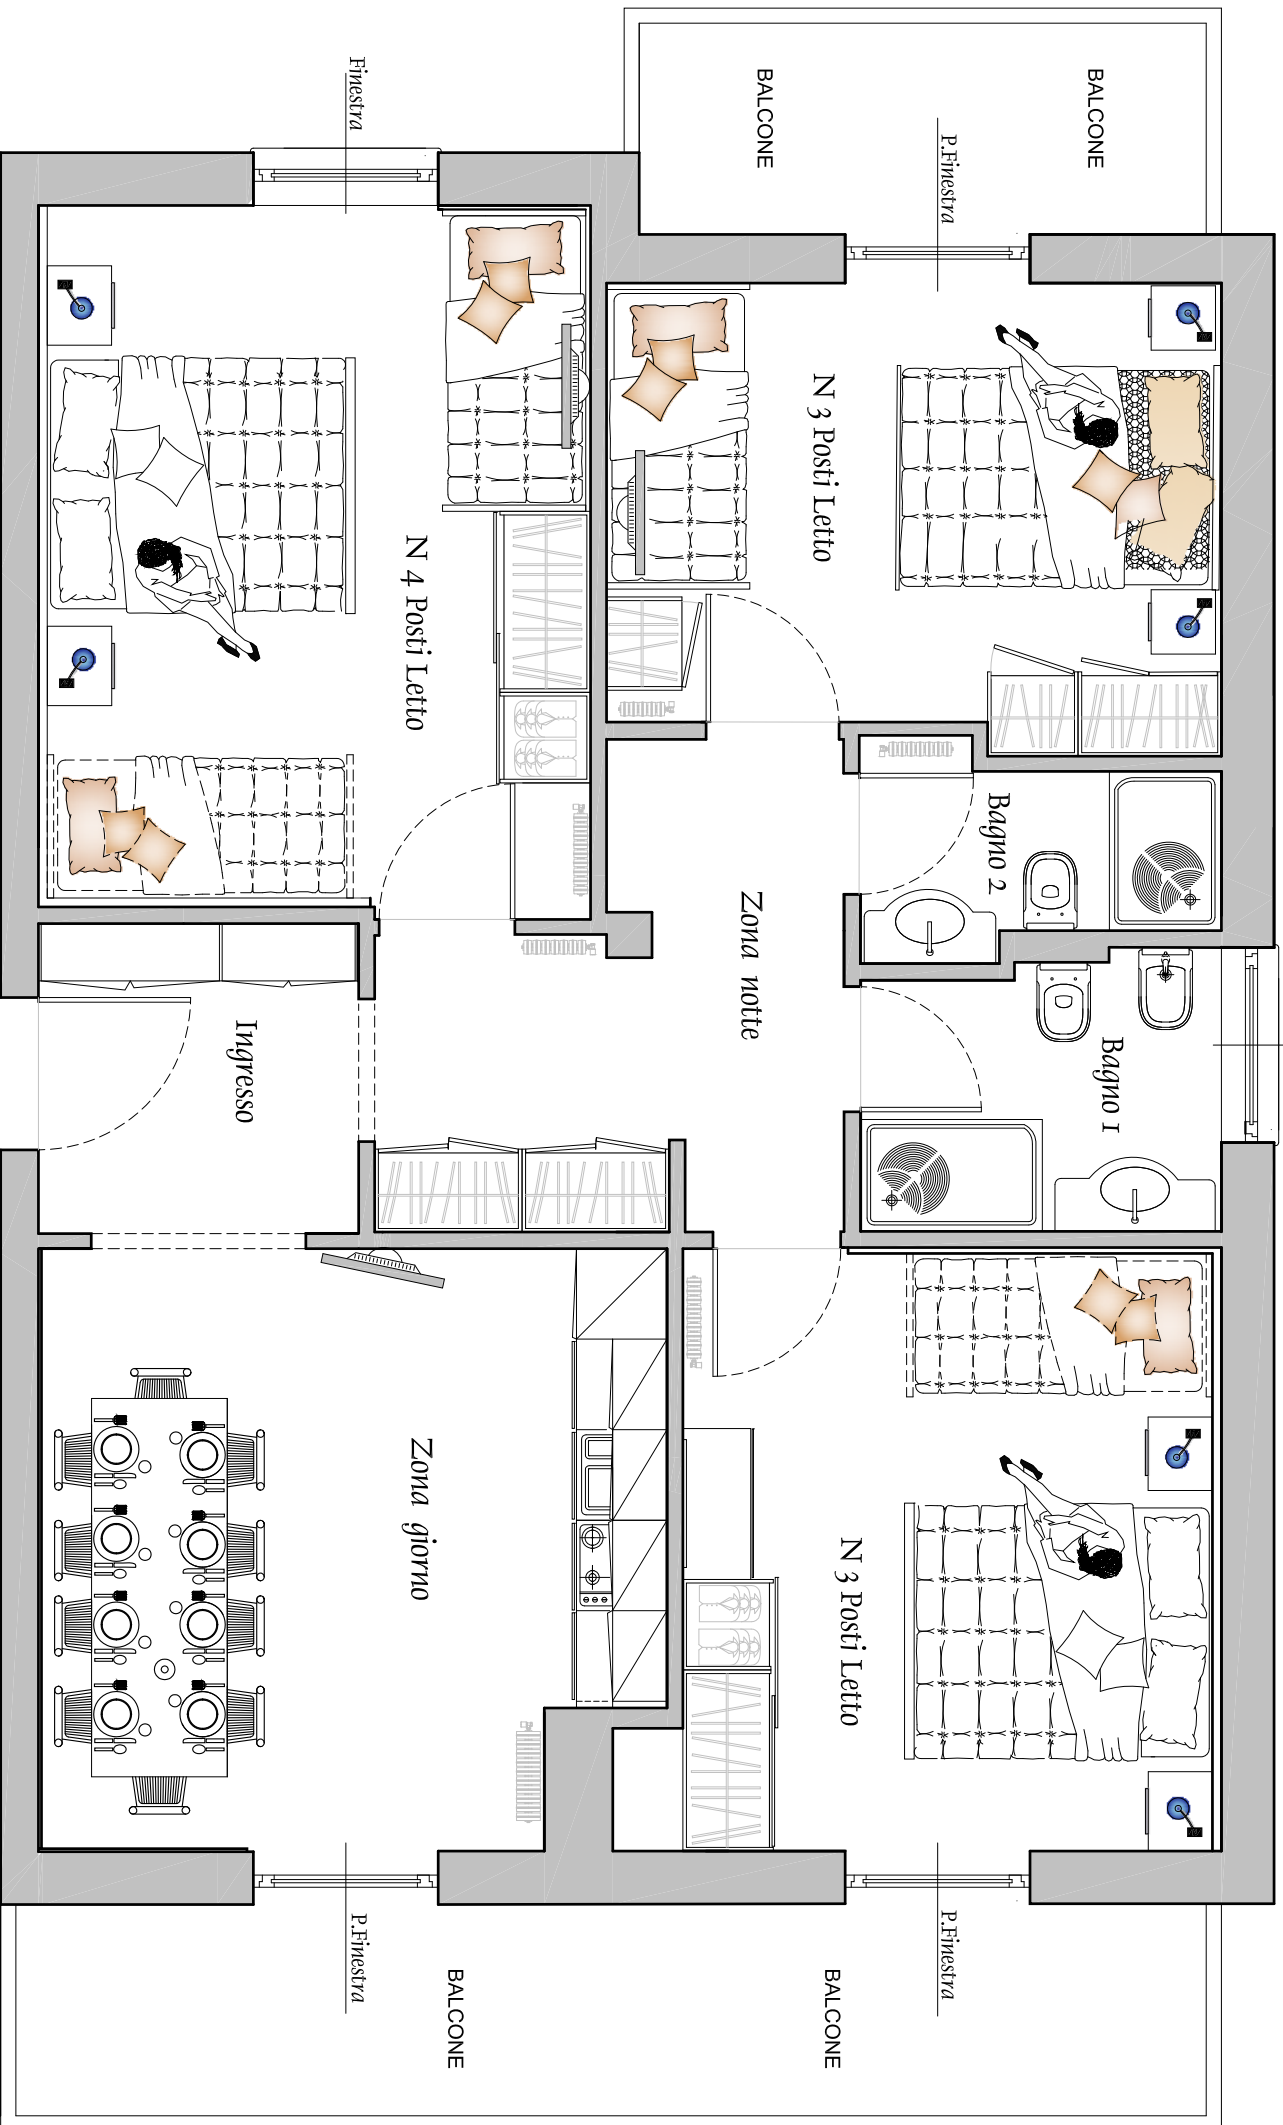 BALCONE
BALCONE
P.Finestra
Finestra
N 3 Posti Letto
N 4 Posti Letto
Bagno 2
Zona notte
Bagno 1
Ingresso
Zona giorno
N 3 Posti Letto
P.Finestra
P.Finestra
BALCONE
BALCONE